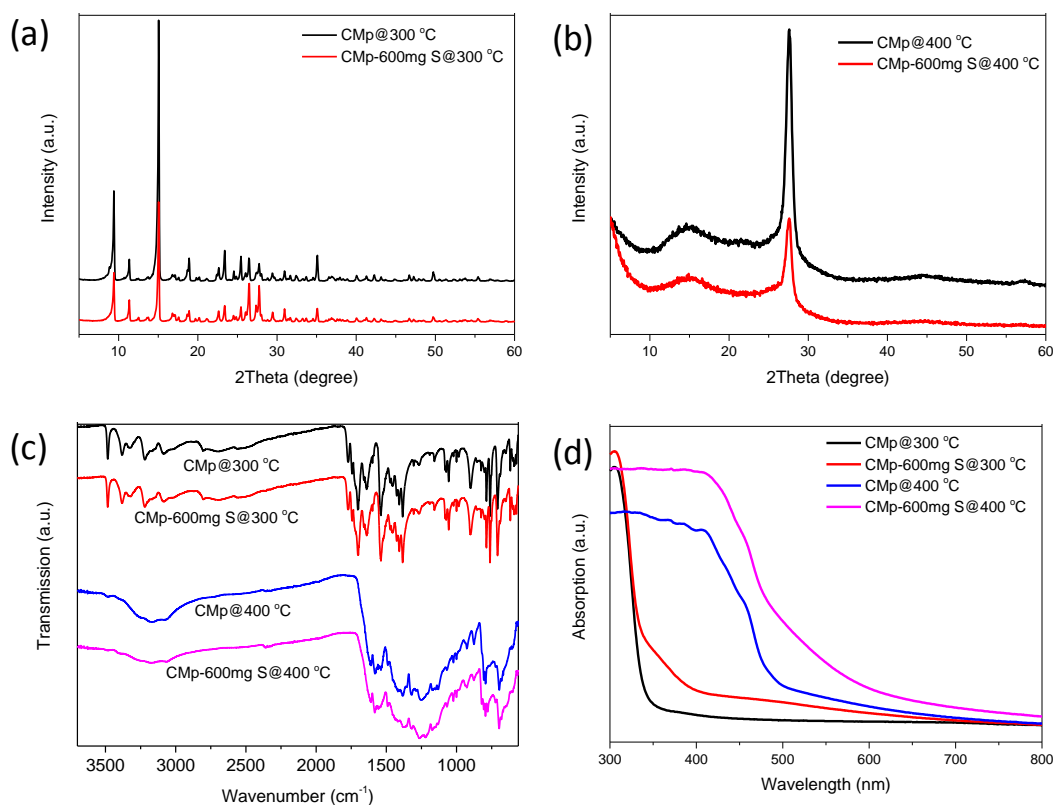 (a)
CMp@300 °C
CMp-600mg S@300 °C
Intensity (a.u.)
10 20 30 40 50 60
2Theta (degree)
(b)
CMp@400 °C
CMp-600mg S@400 °C
Intensity (a.u.)
10 20 30 40 50 60
2Theta (degree)
(c)
CMp@300 °C
CMp-600mg S@300 °C
CMp@400 °C
CMp-600mg S@400 °C
Transmission (a.u.)
3500 3000 2500 2000 1500 1000
Wavenumber (cm⁻¹)
(d)
CMp@300 °C
CMp-600mg S@300 °C
CMp@400 °C
CMp-600mg S@400 °C
Absorption (a.u.)
300 400 500 600 700 800
Wavelength (nm)